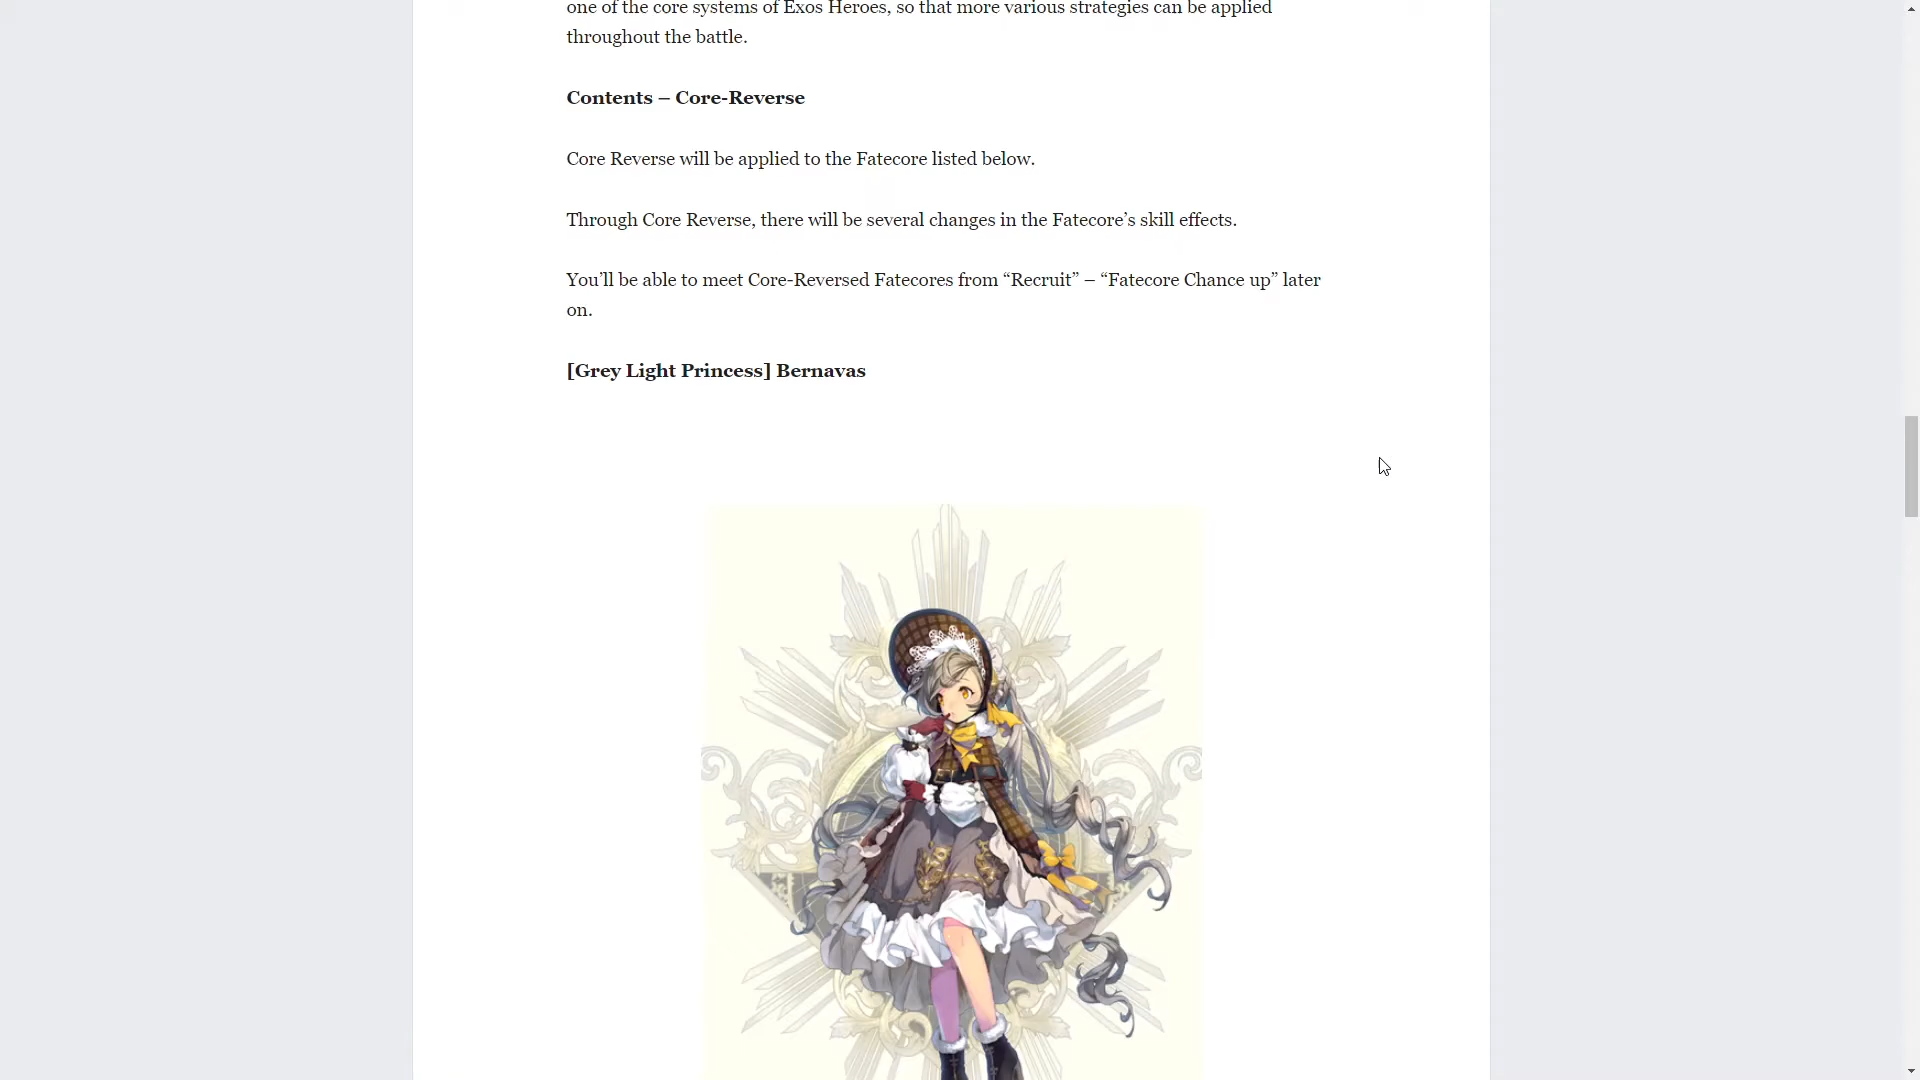 one of the core systems of Exos Heroes, so that more various strategies can be applied
throughout the battle.
Contents – Core-Reverse
Core Reverse will be applied to the Fatecore listed below.
Through Core Reverse, there will be several changes in the Fatecore’s skill effects.
You’ll be able to meet Core-Reversed Fatecores from “Recruit” – “Fatecore Chance up” later
on.
[Grey Light Princess] Bernavas